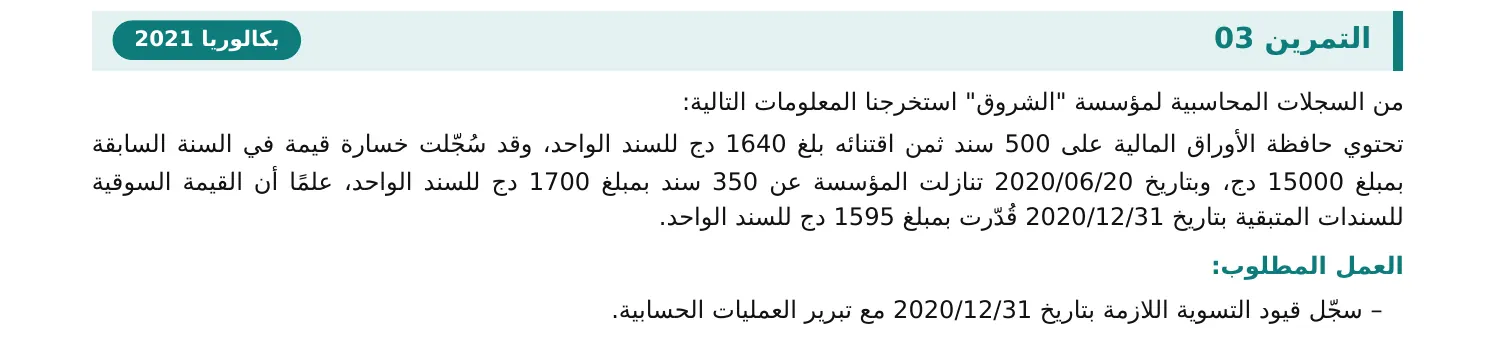 التمرين 03
بكالوريا 2021
من السجلات المحاسبية لمؤسسة "الشروق" استخرجنا المعلومات التالية:
تحتوي حافظة الأوراق المالية على 500 سند ثمن اقتنائه بلغ 1640 دج للسند الواحد، وقد سُجّلت خسارة قيمة في السنة السابقة
بمبلغ 15000 دج، وبتاريخ 2020/06/20 تنازلت المؤسسة عن 350 سند بمبلغ 1700 دج للسند الواحد، علمًا أن القيمة السوقية
للسندات المتبقية بتاريخ 2020/12/31 قُدّرت بمبلغ 1595 دج للسند الواحد.
العمل المطلوب:
– سجّل قيود التسوية اللازمة بتاريخ 2020/12/31 مع تبرير العمليات الحسابية.